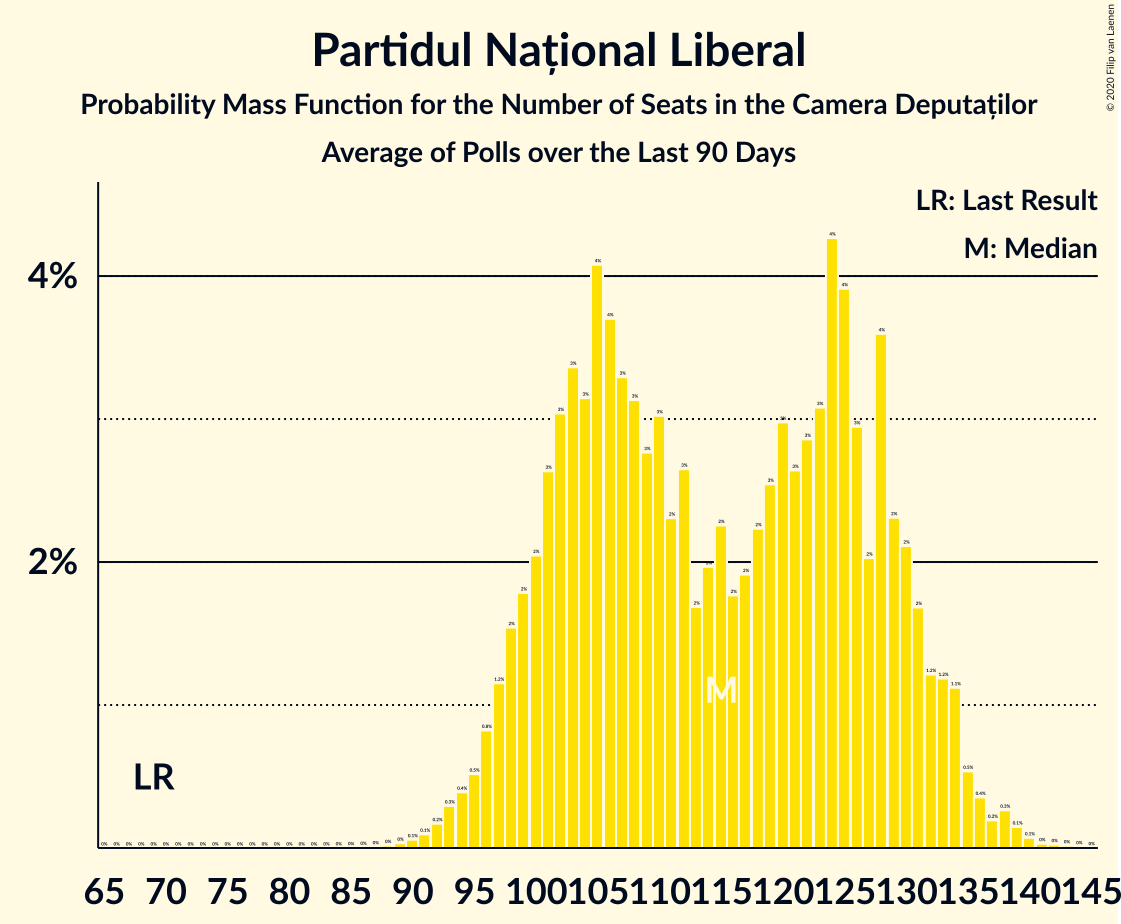 Partidul Național Liberal
Probability Mass Function for the Number of Seats in the Camera Deputaților
Average of Polls over the Last 90 Days
© 2020 Filip van Laenen
LR: Last Result
M: Median
4%
2%
LR
M
65 70 75 80 85 90 95 100 105 110 115 120 125 130 135 140 145